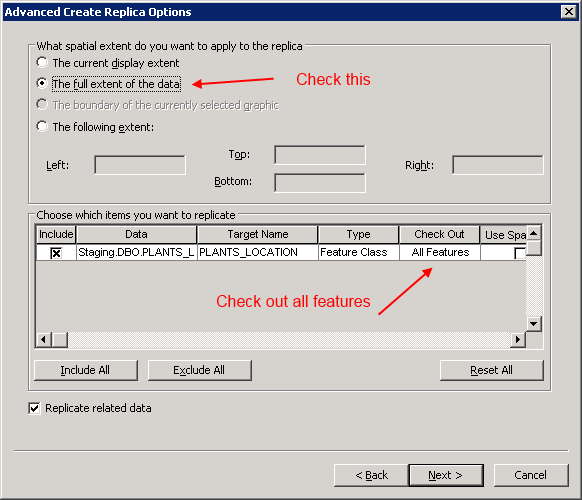 Advanced Create Replica Options
What spatial extent do you want to apply to the replica
The current display extent
The full extent of the data
Check this
The boundary of the currently selected graphic
The following extent:
Left:
Top:
Right:
Bottom:
Choose which items you want to replicate
Include Data Target Name Type Check Out Use Spa
Staging.DBO.PLANTS_L PLANTS_LOCATION Feature Class All Features
Check out all features
Include All Exclude All Reset All
Replicate related data
< Back Next > Cancel